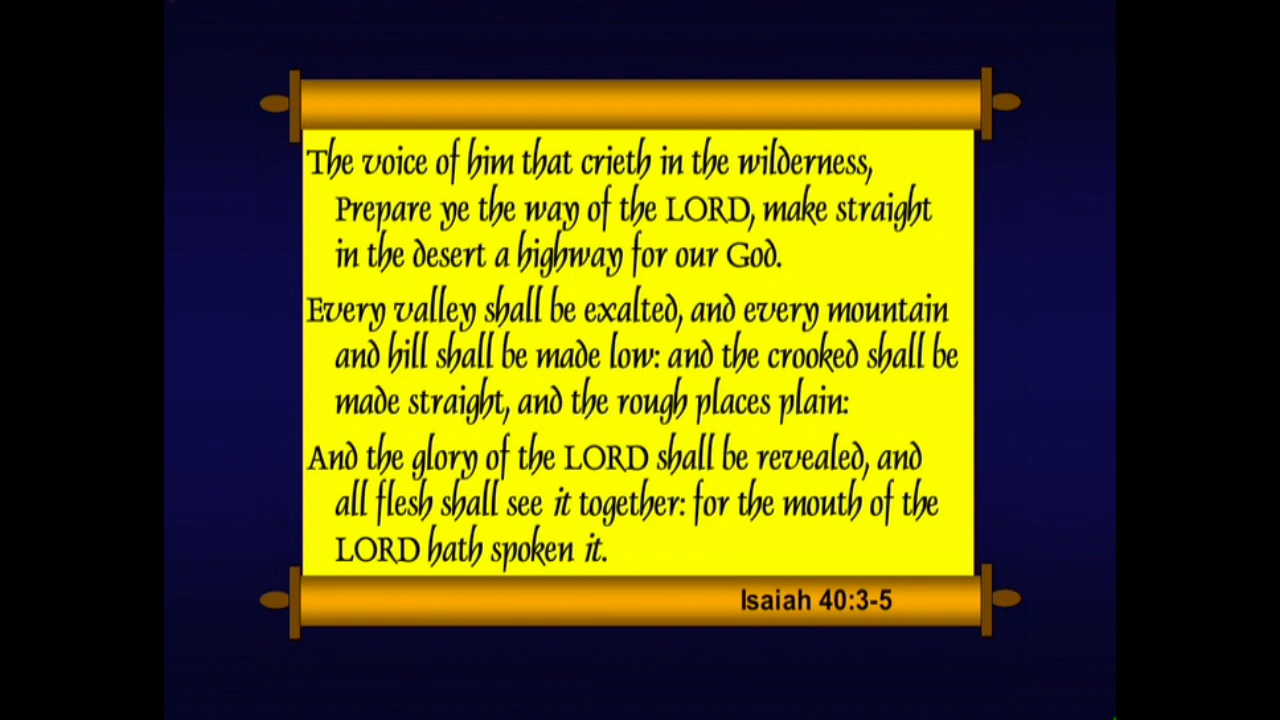 The voice of him that crieth in the wilderness,
Prepare ye the way of the LORD, make straight
in the desert a highway for our God.
Every valley shall be exalted, and every mountain
and hill shall be made low: and the crooked shall be
made straight, and the rough places plain:
And the glory of the LORD shall be revealed, and
all flesh shall see it together: for the mouth of the
LORD hath spoken it.
Isaiah 40:3-5